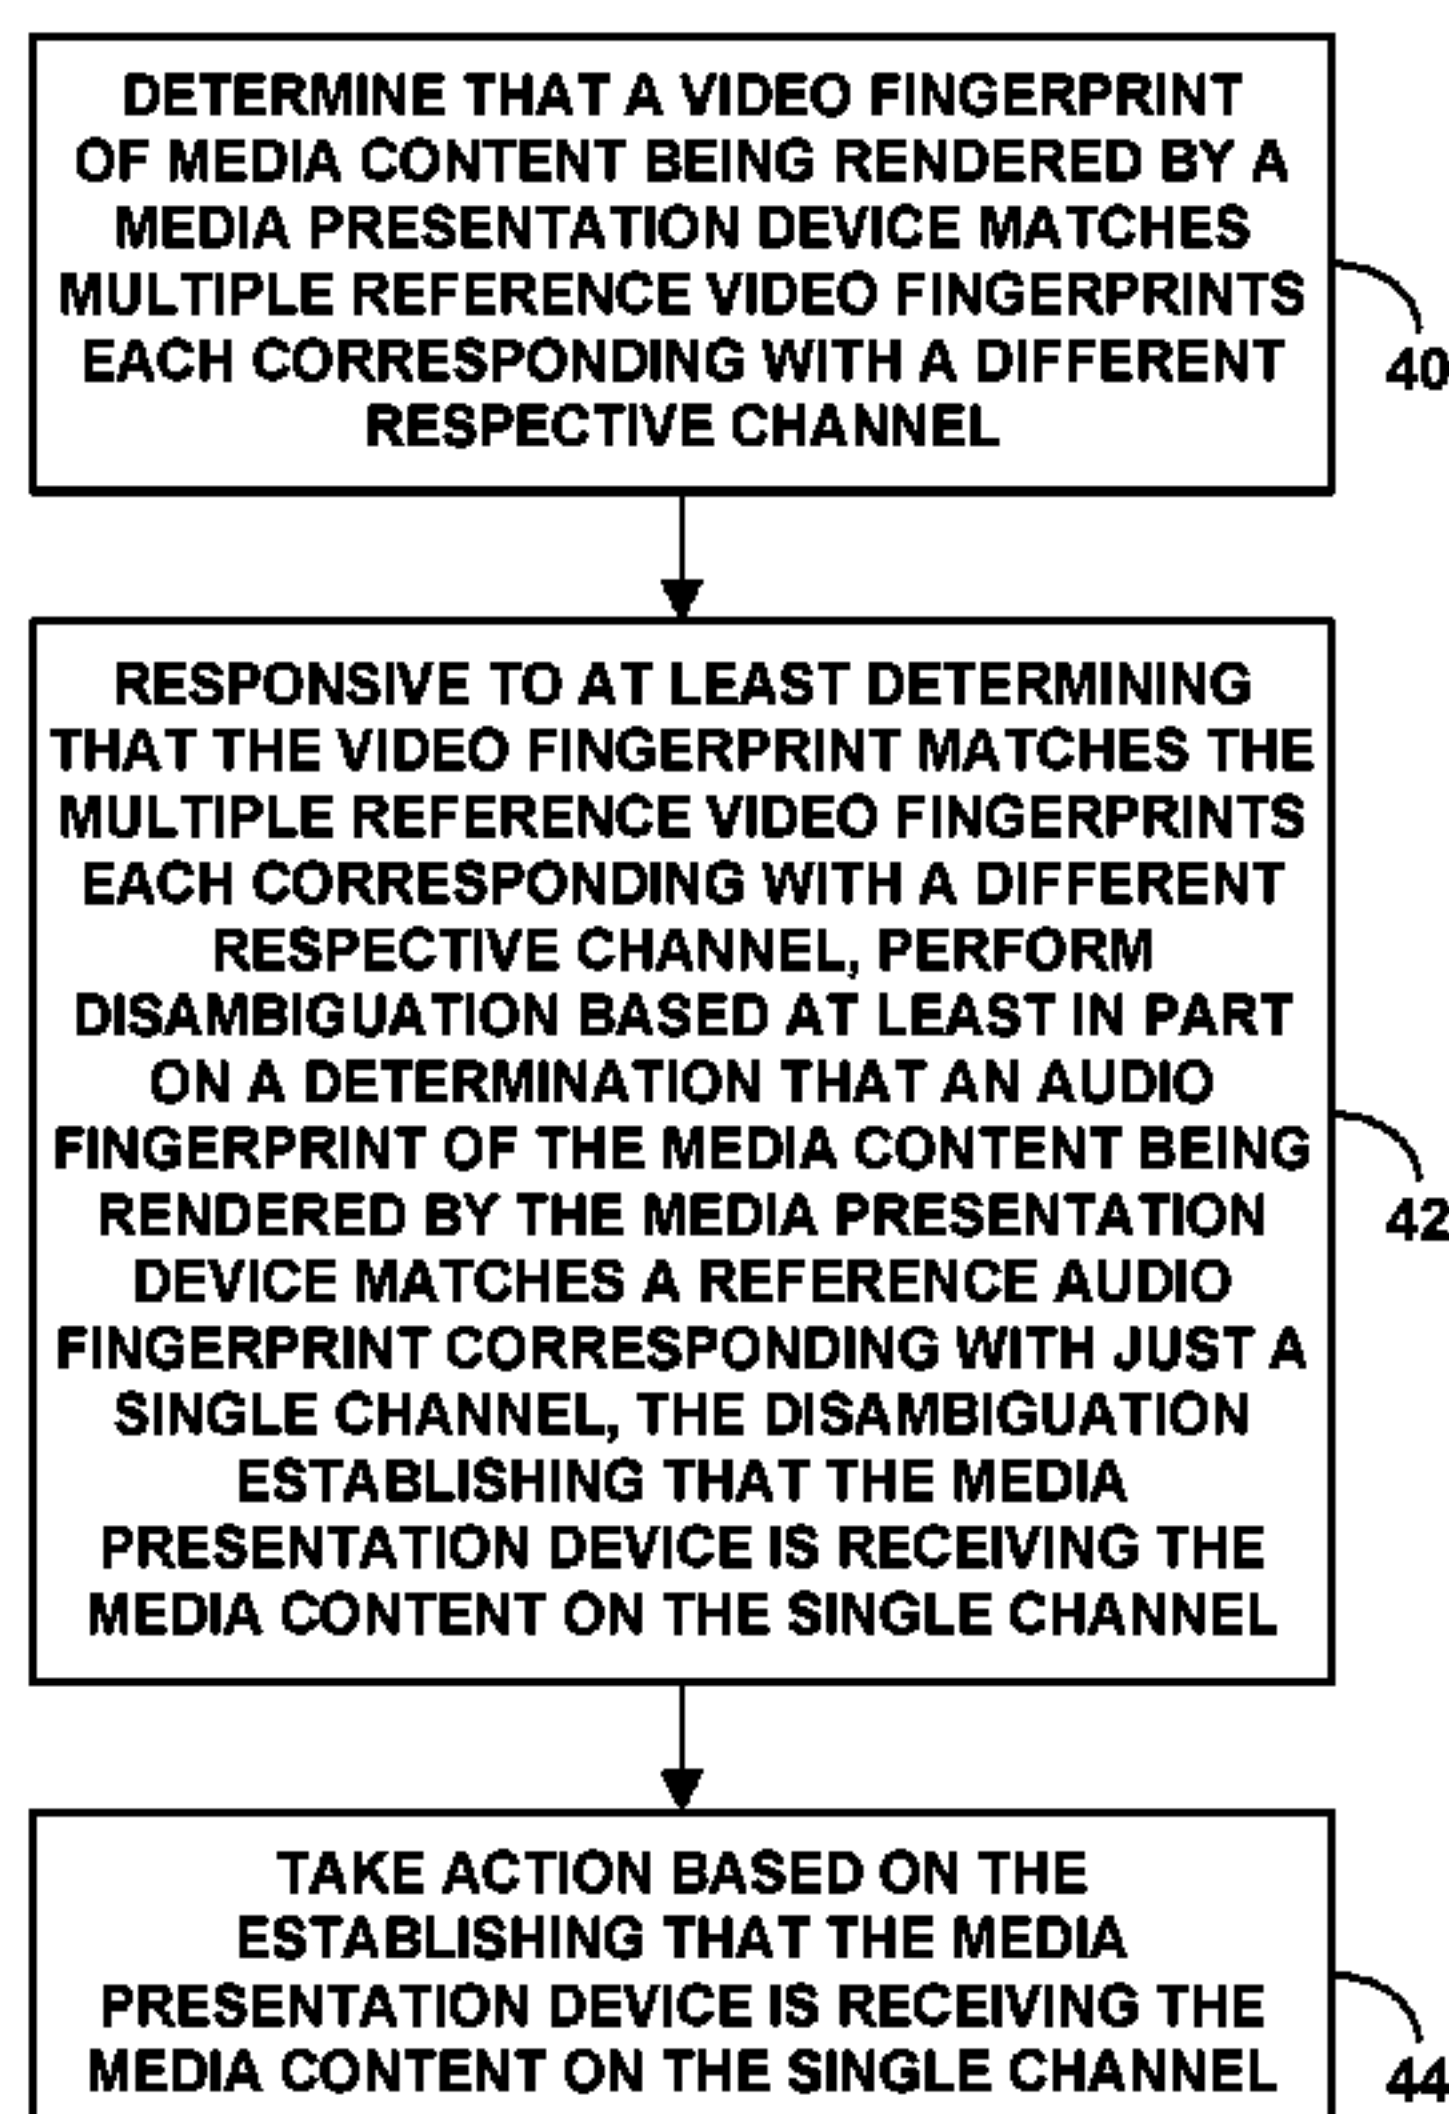 DETERMINE THAT A VIDEO FINGERPRINT
OF MEDIA CONTENT BEING RENDERED BY A
MEDIA PRESENTATION DEVICE MATCHES
MULTIPLE REFERENCE VIDEO FINGERPRINTS
EACH CORRESPONDING WITH A DIFFERENT
RESPECTIVE CHANNEL
40
RESPONSIVE TO AT LEAST DETERMINING
THAT THE VIDEO FINGERPRINT MATCHES THE
MULTIPLE REFERENCE VIDEO FINGERPRINTS
EACH CORRESPONDING WITH A DIFFERENT
RESPECTIVE CHANNEL, PERFORM
DISAMBIGUATION BASED AT LEAST IN PART
ON A DETERMINATION THAT AN AUDIO
FINGERPRINT OF THE MEDIA CONTENT BEING
RENDERED BY THE MEDIA PRESENTATION
DEVICE MATCHES A REFERENCE AUDIO
FINGERPRINT CORRESPONDING WITH JUST A
SINGLE CHANNEL, THE DISAMBIGUATION
ESTABLISHING THAT THE MEDIA
PRESENTATION DEVICE IS RECEIVING THE
MEDIA CONTENT ON THE SINGLE CHANNEL
42
TAKE ACTION BASED ON THE
ESTABLISHING THAT THE MEDIA
PRESENTATION DEVICE IS RECEIVING THE
MEDIA CONTENT ON THE SINGLE CHANNEL
44